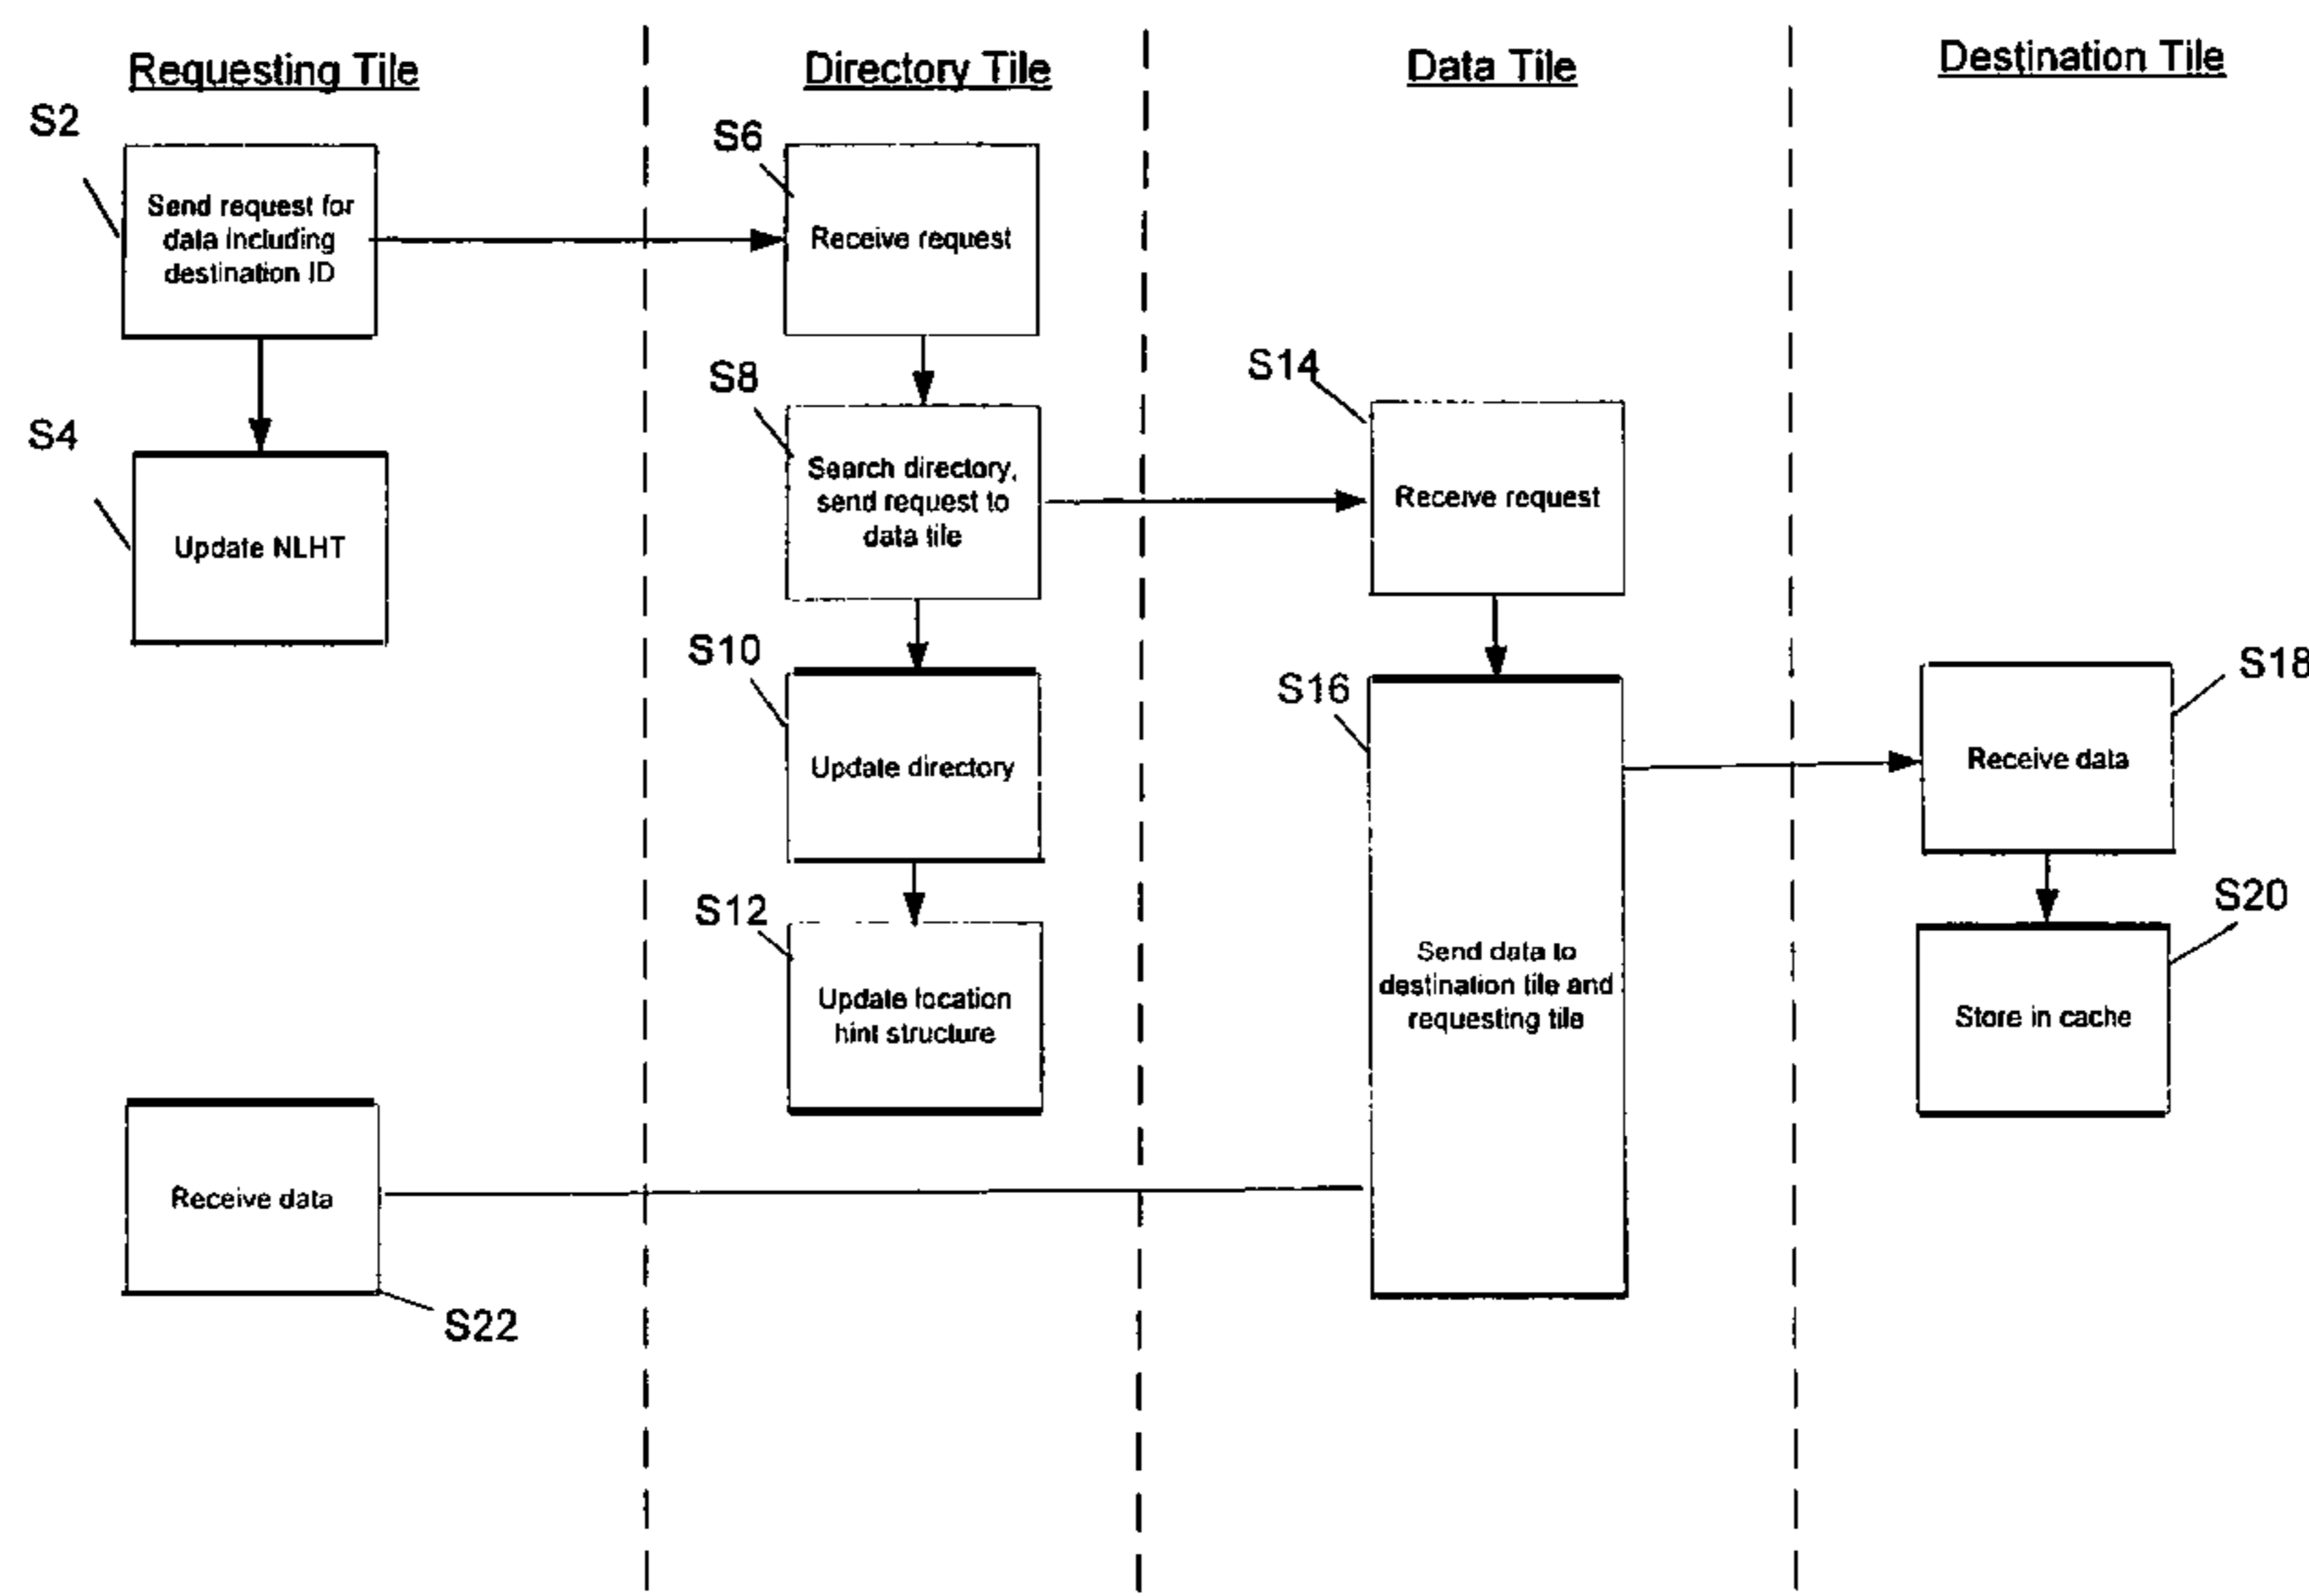 Requesting Tile
Directory Tile
Data Tile
Destination Tile
S2
Send request for
data including
destination ID
S6
Receive request
S4
Update NLHT
S8
Search directory,
send request to
data tile
S14
Receive request
S10
Update directory
S16
Send data to
destination tile and
requesting tile
S18
Receive data
S12
Update location
hint structure
S20
Store in cache
Receive data
S22